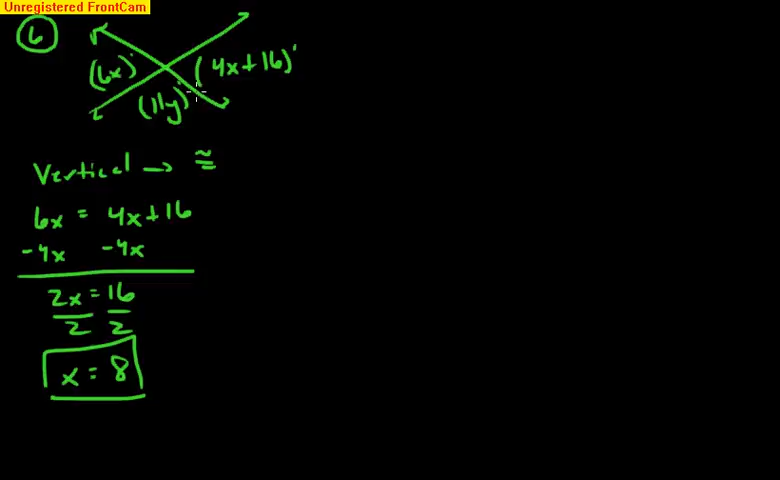 Unregistered FrontCam
6
(6x)° (4x+16)°
(11y)°
Vertical → ≅
6x = 4x+16
-4x -4x
2x = 16
2 2
x = 8